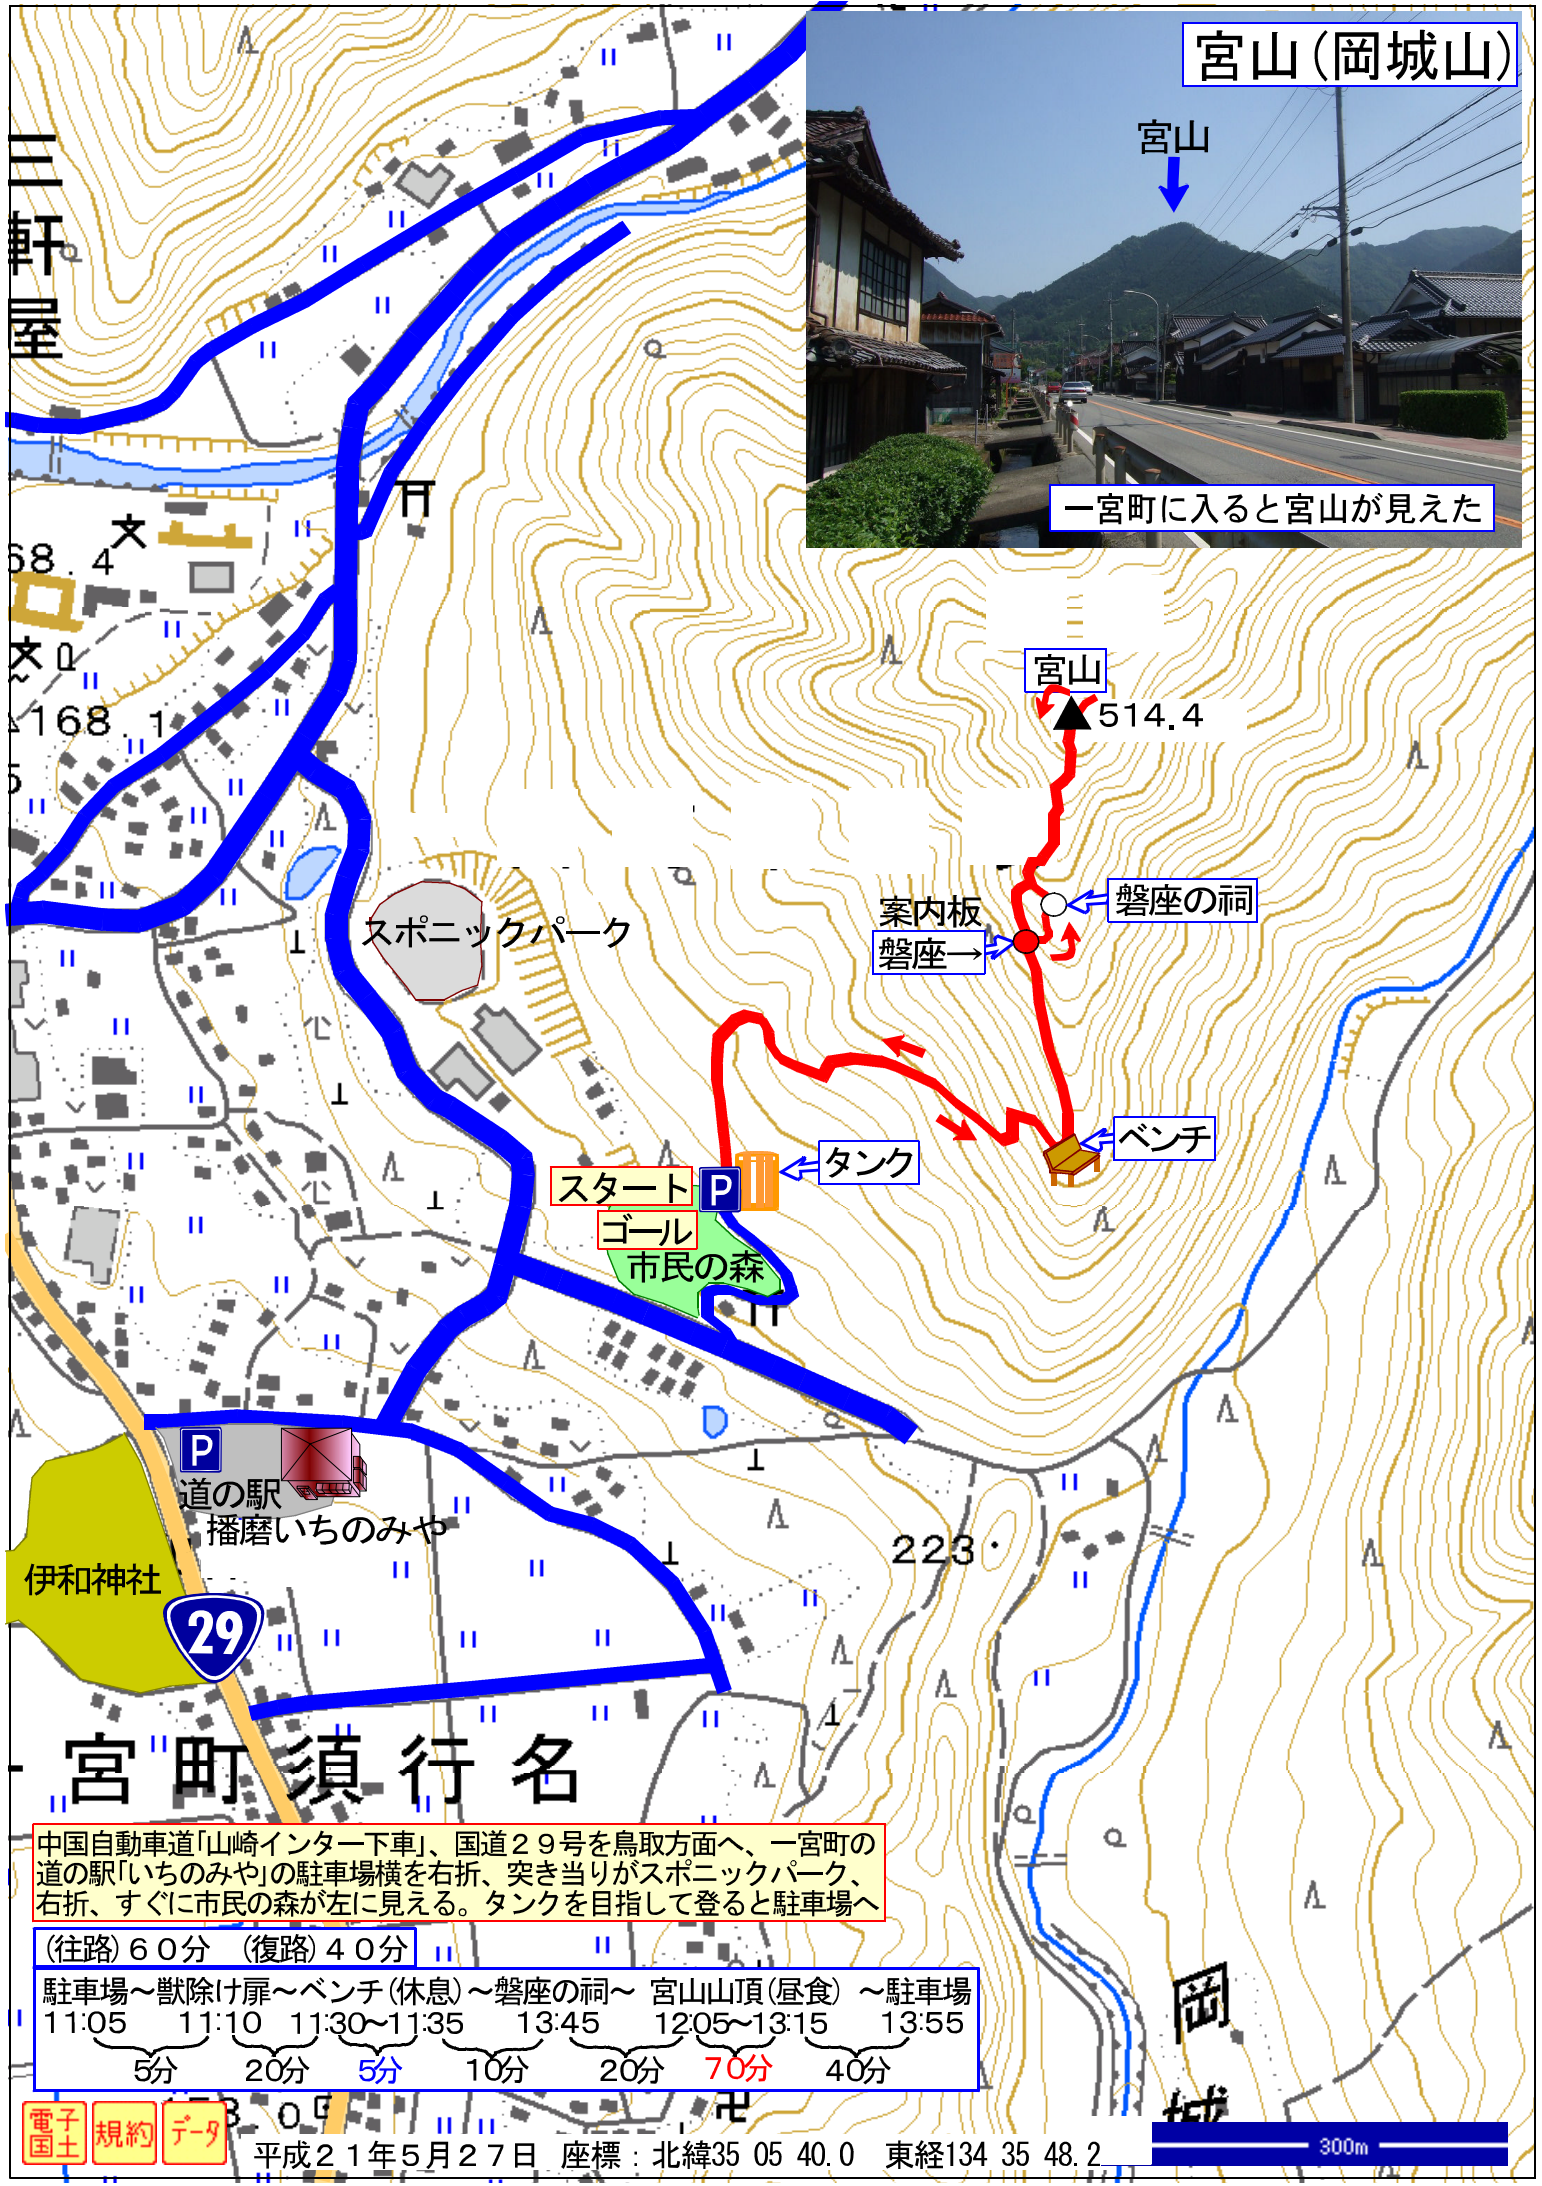 宮山(岡城山)
宮山
一宮町に入ると宮山が見えた
三軒屋
68.4
168.1
5
宮山
514.4
スポニックパーク
案内板
磐座→
磐座の祠
ベンチ
タンク
スタート
P
ゴール
市民の森
P
道の駅
播磨いちのみや
伊和神社
29
223
一宮町須行名
中国自動車道｢山崎インター下車｣、国道２９号を鳥取方面へ、一宮町の
道の駅｢いちのみや｣の駐車場横を右折、突き当りがスポニックパーク、
右折、すぐに市民の森が左に見える。タンクを目指して登ると駐車場へ
(往路)６０分　(復路)４０分
駐車場～獣除け扉～ベンチ(休息)～磐座の祠～ 宮山山頂(昼食) ～駐車場
11:05 11:10 11:30～11:35 13:45 12:05～13:15 13:55
5分 20分 5分 10分 20分 70分 40分
岡城
電子国土
規約
データ
平成２１年５月２７日 座標：北緯35 05 40.0 東経134 35 48.2
300m